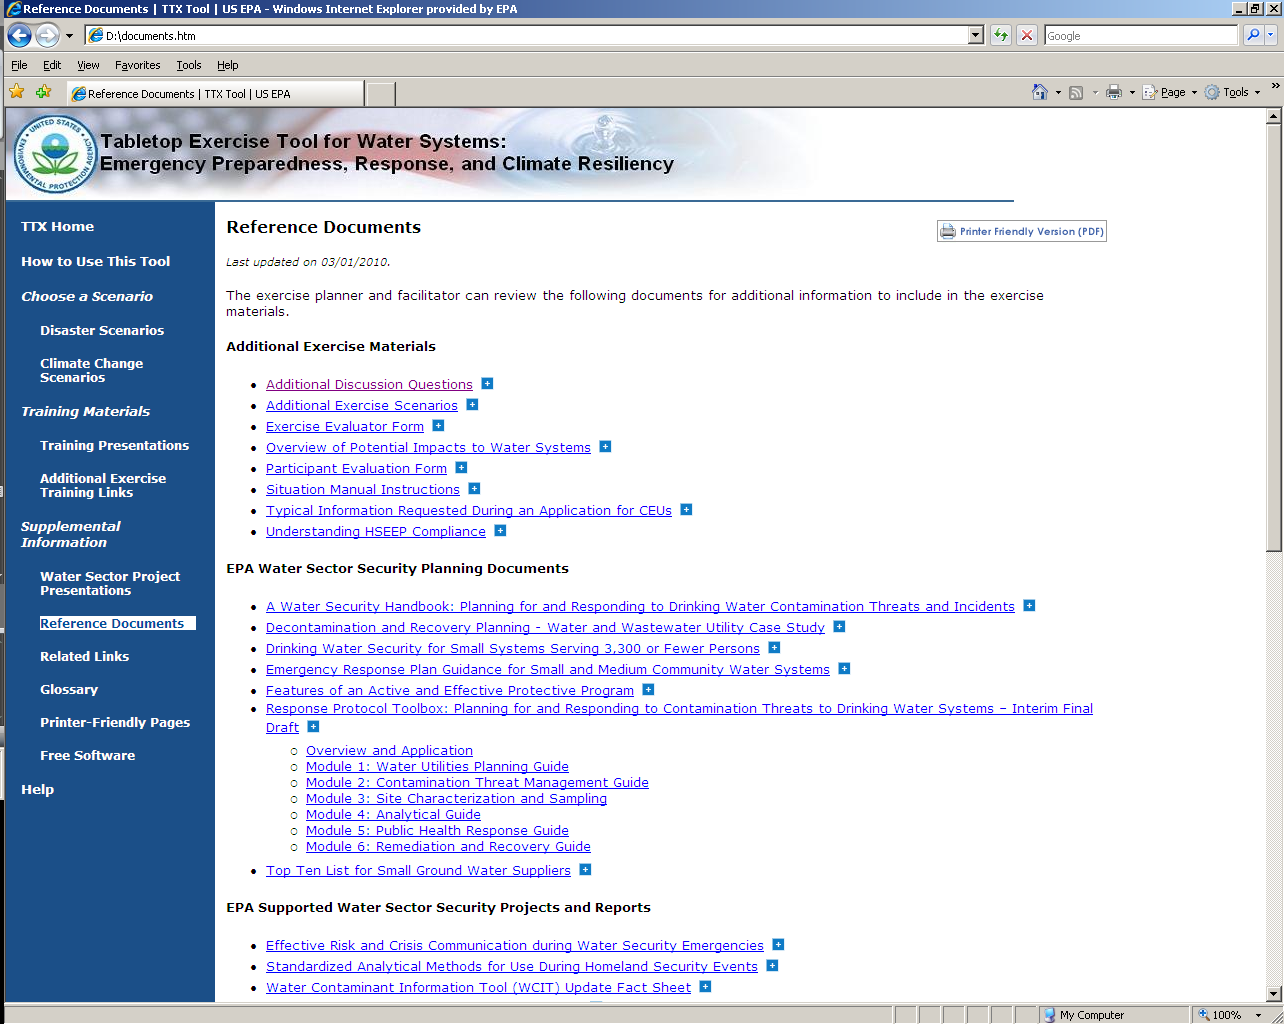 Reference Documents | TTX Tool | US EPA - Windows Internet Explorer provided by EPA
D:\documents.htm
Google
File Edit View Favorites Tools Help
Reference Documents | TTX Tool | US EPA
Page Tools
UNITED STATES ENVIRONMENTAL PROTECTION AGENCY
Tabletop Exercise Tool for Water Systems:
Emergency Preparedness, Response, and Climate Resiliency
TTX Home
How to Use This Tool
Choose a Scenario
Disaster Scenarios
Climate Change
Scenarios
Training Materials
Training Presentations
Additional Exercise
Training Links
Supplemental
Information
Water Sector Project
Presentations
Reference Documents
Related Links
Glossary
Printer-Friendly Pages
Free Software
Help
Reference Documents
Printer Friendly Version (PDF)
Last updated on 03/01/2010.
The exercise planner and facilitator can review the following documents for additional information to include in the exercise
materials.
Additional Exercise Materials
Additional Discussion Questions
Additional Exercise Scenarios
Exercise Evaluator Form
Overview of Potential Impacts to Water Systems
Participant Evaluation Form
Situation Manual Instructions
Typical Information Requested During an Application for CEUs
Understanding HSEEP Compliance
EPA Water Sector Security Planning Documents
A Water Security Handbook: Planning for and Responding to Drinking Water Contamination Threats and Incidents
Decontamination and Recovery Planning - Water and Wastewater Utility Case Study
Drinking Water Security for Small Systems Serving 3,300 or Fewer Persons
Emergency Response Plan Guidance for Small and Medium Community Water Systems
Features of an Active and Effective Protective Program
Response Protocol Toolbox: Planning for and Responding to Contamination Threats to Drinking Water Systems – Interim Final
Draft
Overview and Application
Module 1: Water Utilities Planning Guide
Module 2: Contamination Threat Management Guide
Module 3: Site Characterization and Sampling
Module 4: Analytical Guide
Module 5: Public Health Response Guide
Module 6: Remediation and Recovery Guide
Top Ten List for Small Ground Water Suppliers
EPA Supported Water Sector Security Projects and Reports
Effective Risk and Crisis Communication during Water Security Emergencies
Standardized Analytical Methods for Use During Homeland Security Events
Water Contaminant Information Tool (WCIT) Update Fact Sheet
My Computer
100%